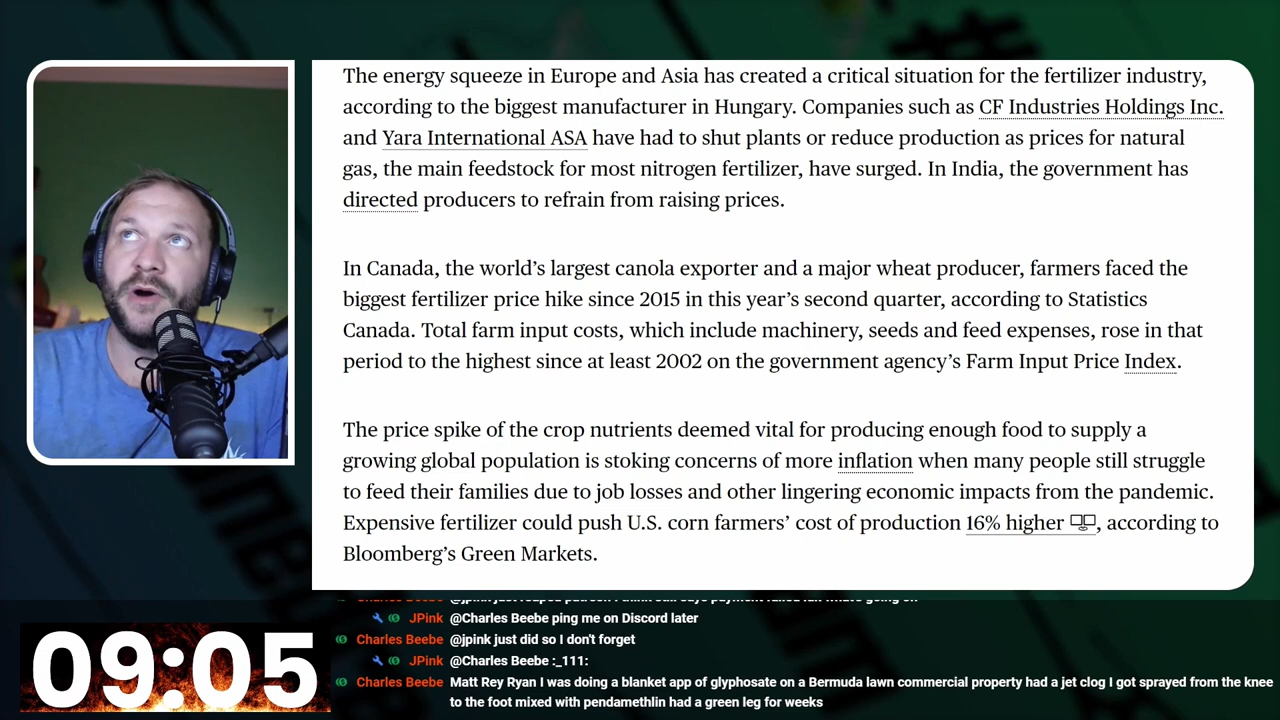 The energy squeeze in Europe and Asia has created a critical situation for the fertilizer industry,
according to the biggest manufacturer in Hungary. Companies such as CF Industries Holdings Inc.
and Yara International ASA have had to shut plants or reduce production as prices for natural
gas, the main feedstock for most nitrogen fertilizer, have surged. In India, the government has
directed producers to refrain from raising prices.
In Canada, the world’s largest canola exporter and a major wheat producer, farmers faced the
biggest fertilizer price hike since 2015 in this year’s second quarter, according to Statistics
Canada. Total farm input costs, which include machinery, seeds and feed expenses, rose in that
period to the highest since at least 2002 on the government agency’s Farm Input Price Index.
The price spike of the crop nutrients deemed vital for producing enough food to supply a
growing global population is stoking concerns of more inflation when many people still struggle
to feed their families due to job losses and other lingering economic impacts from the pandemic.
Expensive fertilizer could push U.S. corn farmers’ cost of production 16% higher, according to
Bloomberg’s Green Markets.
JPink @Charles Beebe ping me on Discord later
Charles Beebe @jpink just did so I don't forget
JPink @Charles Beebe :_111:
Charles Beebe Matt Rey Ryan I was doing a blanket app of glyphosate on a Bermuda lawn commercial property had a jet clog I got sprayed from the knee
to the foot mixed with pendamethlin had a green leg for weeks
09:05